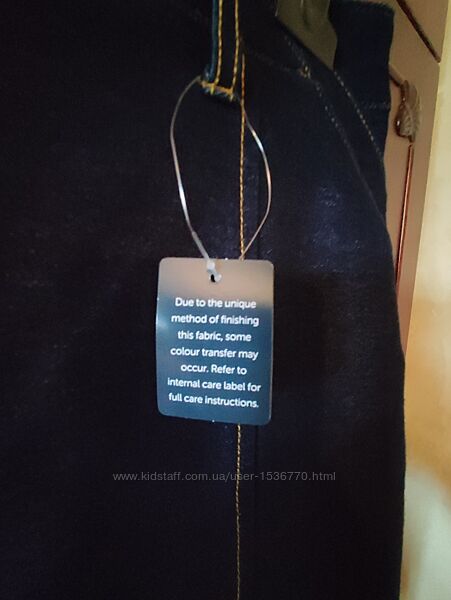 Due to the unique
method of finishing
this fabric, some
colour transfer may
occur. Refer to
internal care label for
full care instructions.
www.kidstaff.com.ua/user-1536770.html